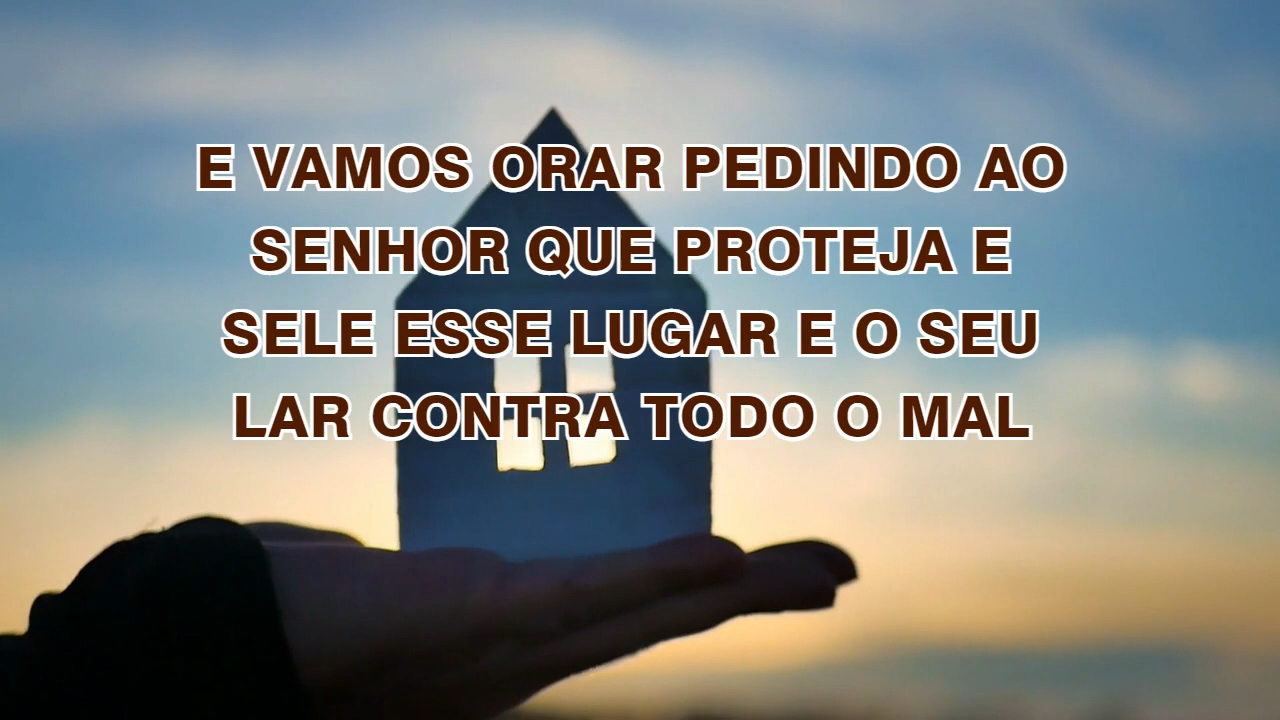 E VAMOS ORAR PEDINDO AO
SENHOR QUE PROTEJA E
SELE ESSE LUGAR E O SEU
LAR CONTRA TODO O MAL